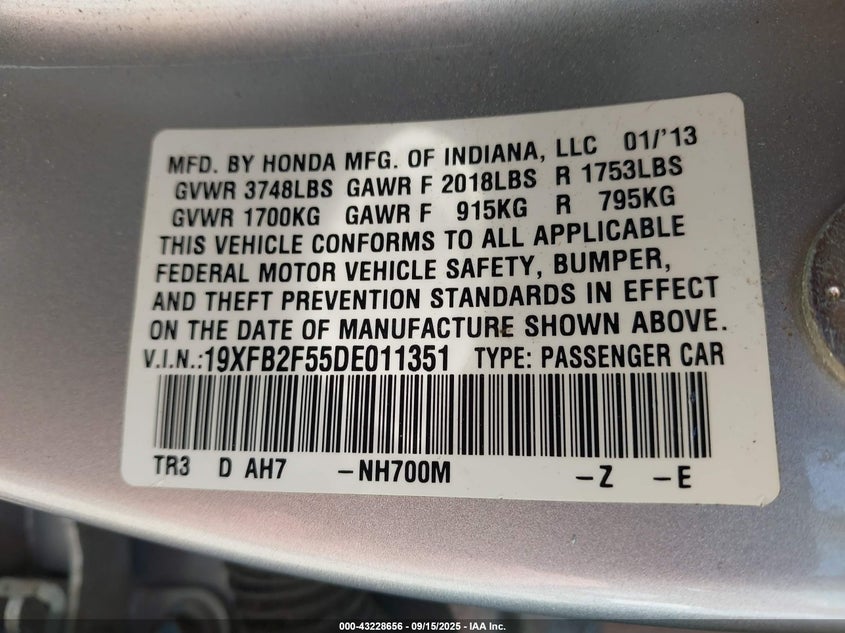 MFD. BY HONDA MFG. OF INDIANA, LLC 01/'13
GVWR 3748LBS GAWR F 2018LBS R 1753LBS
GVWR 1700KG GAWR F 915KG R 795KG
THIS VEHICLE CONFORMS TO ALL APPLICABLE
FEDERAL MOTOR VEHICLE SAFETY, BUMPER,
AND THEFT PREVENTION STANDARDS IN EFFECT
ON THE DATE OF MANUFACTURE SHOWN ABOVE.
V.I.N.:19XFB2F55DE011351 TYPE: PASSENGER CAR
TR3 D AH7 -NH700M -Z -E
000-43228656 - 09/15/2025 - IAA Inc.